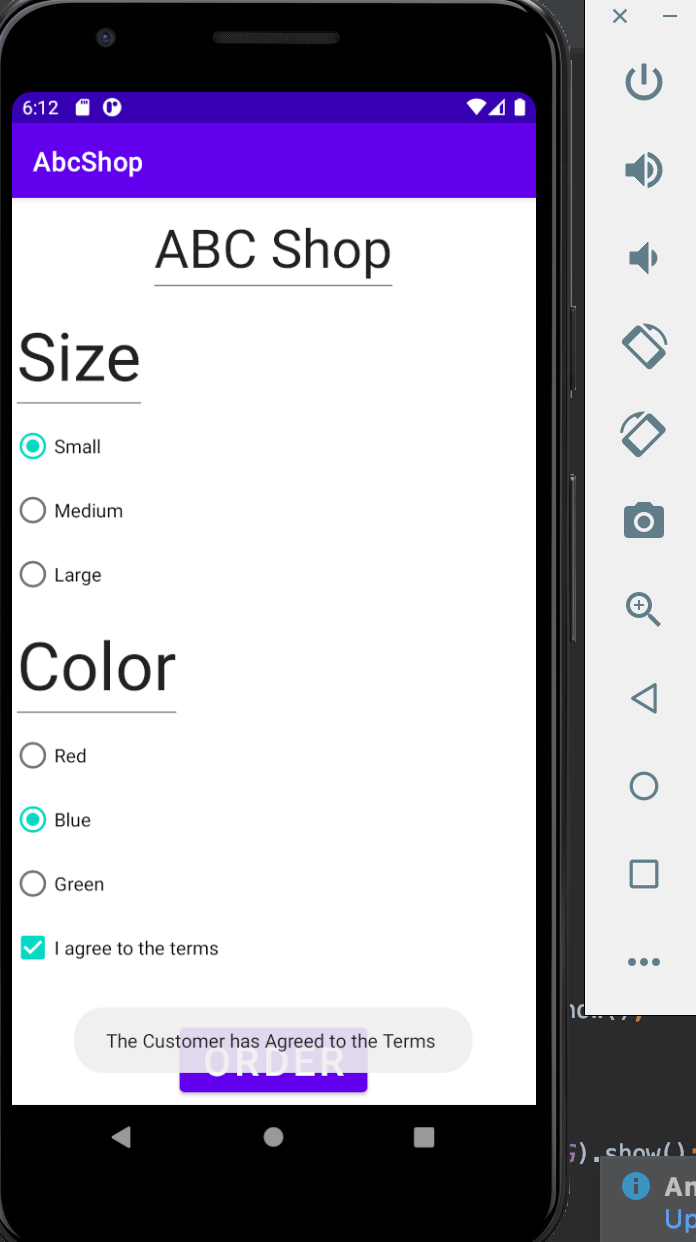 6:12
AbcShop
ABC Shop
Size
Small
Medium
Large
Color
Red
Blue
Green
I agree to the terms
The Customer has Agreed to the Terms
ORDER
).show()
An
Up